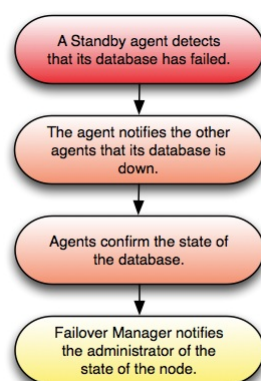 A Standby agent detects
that its database has failed.
The agent notifies the other
agents that its database is
down.
Agents confirm the state of
the database.
Failover Manager notifies
the administrator of the
state of the node.